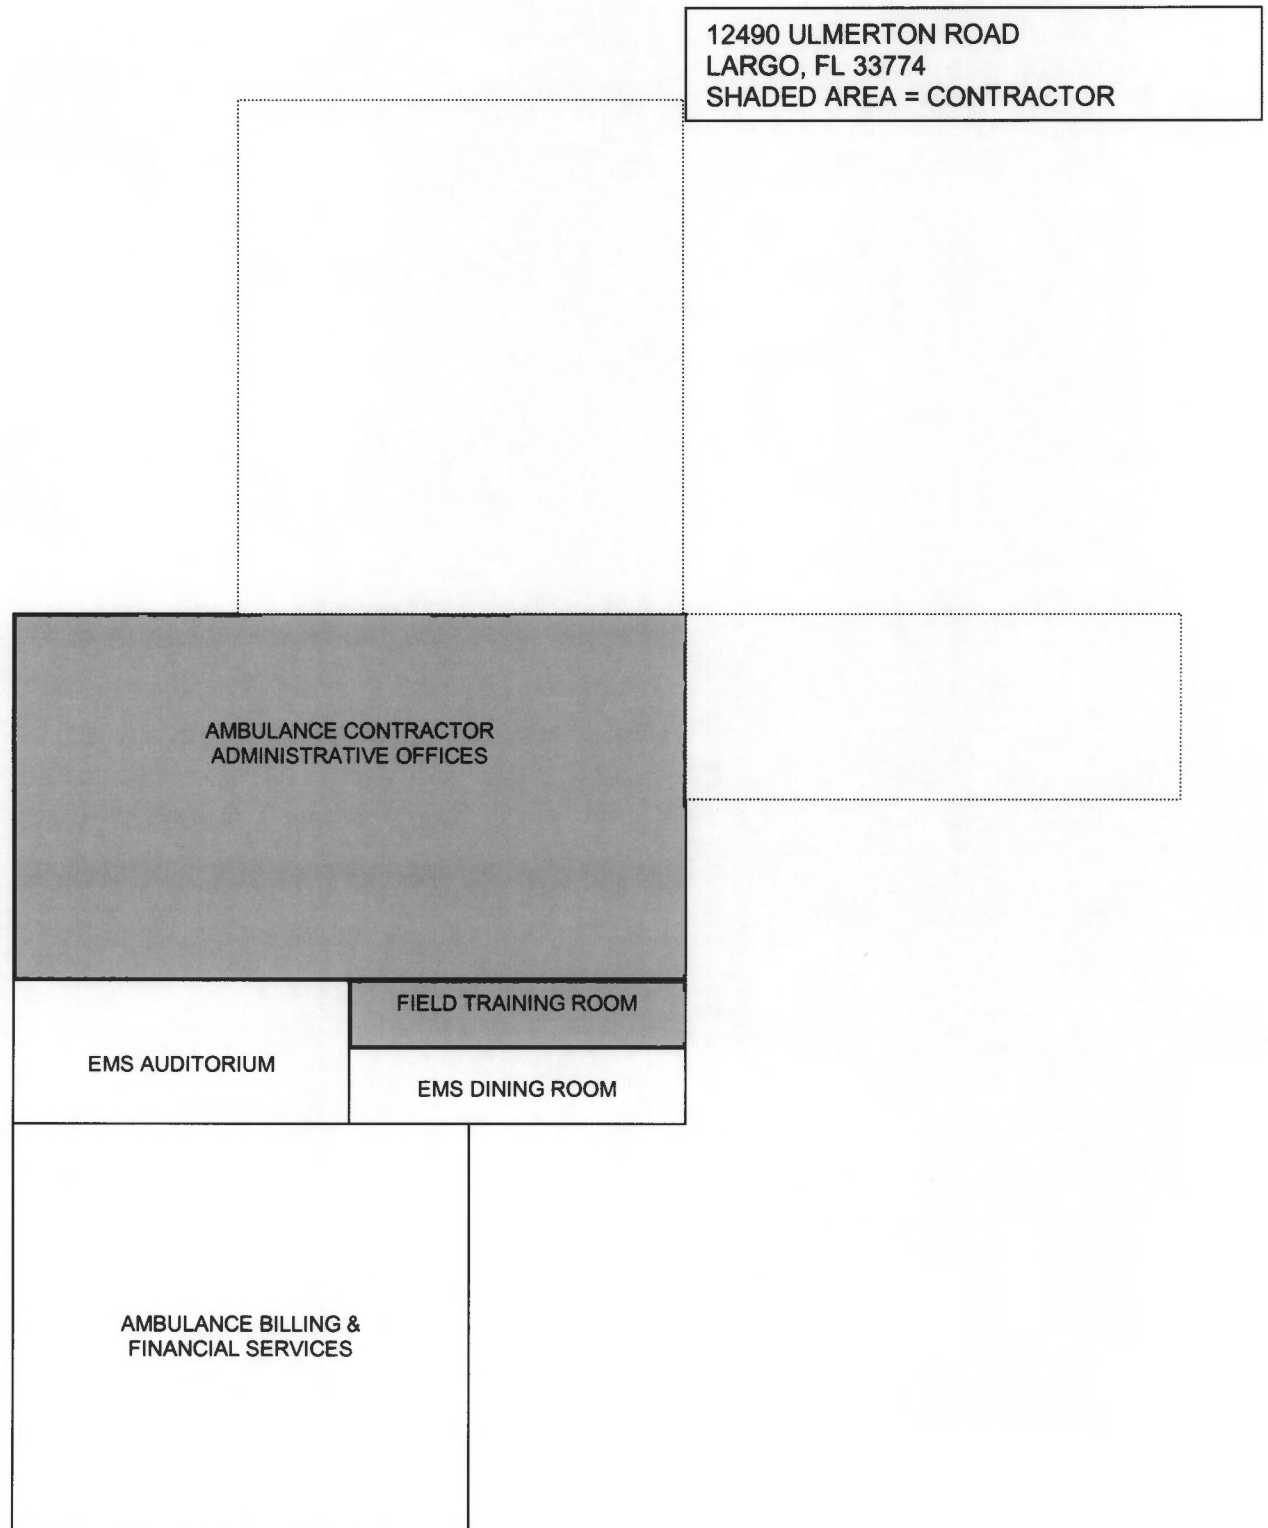 12490 ULMERTON ROAD
LARGO, FL 33774
SHADED AREA = CONTRACTOR
AMBULANCE CONTRACTOR
ADMINISTRATIVE OFFICES
FIELD TRAINING ROOM
EMS AUDITORIUM
EMS DINING ROOM
AMBULANCE BILLING &
FINANCIAL SERVICES